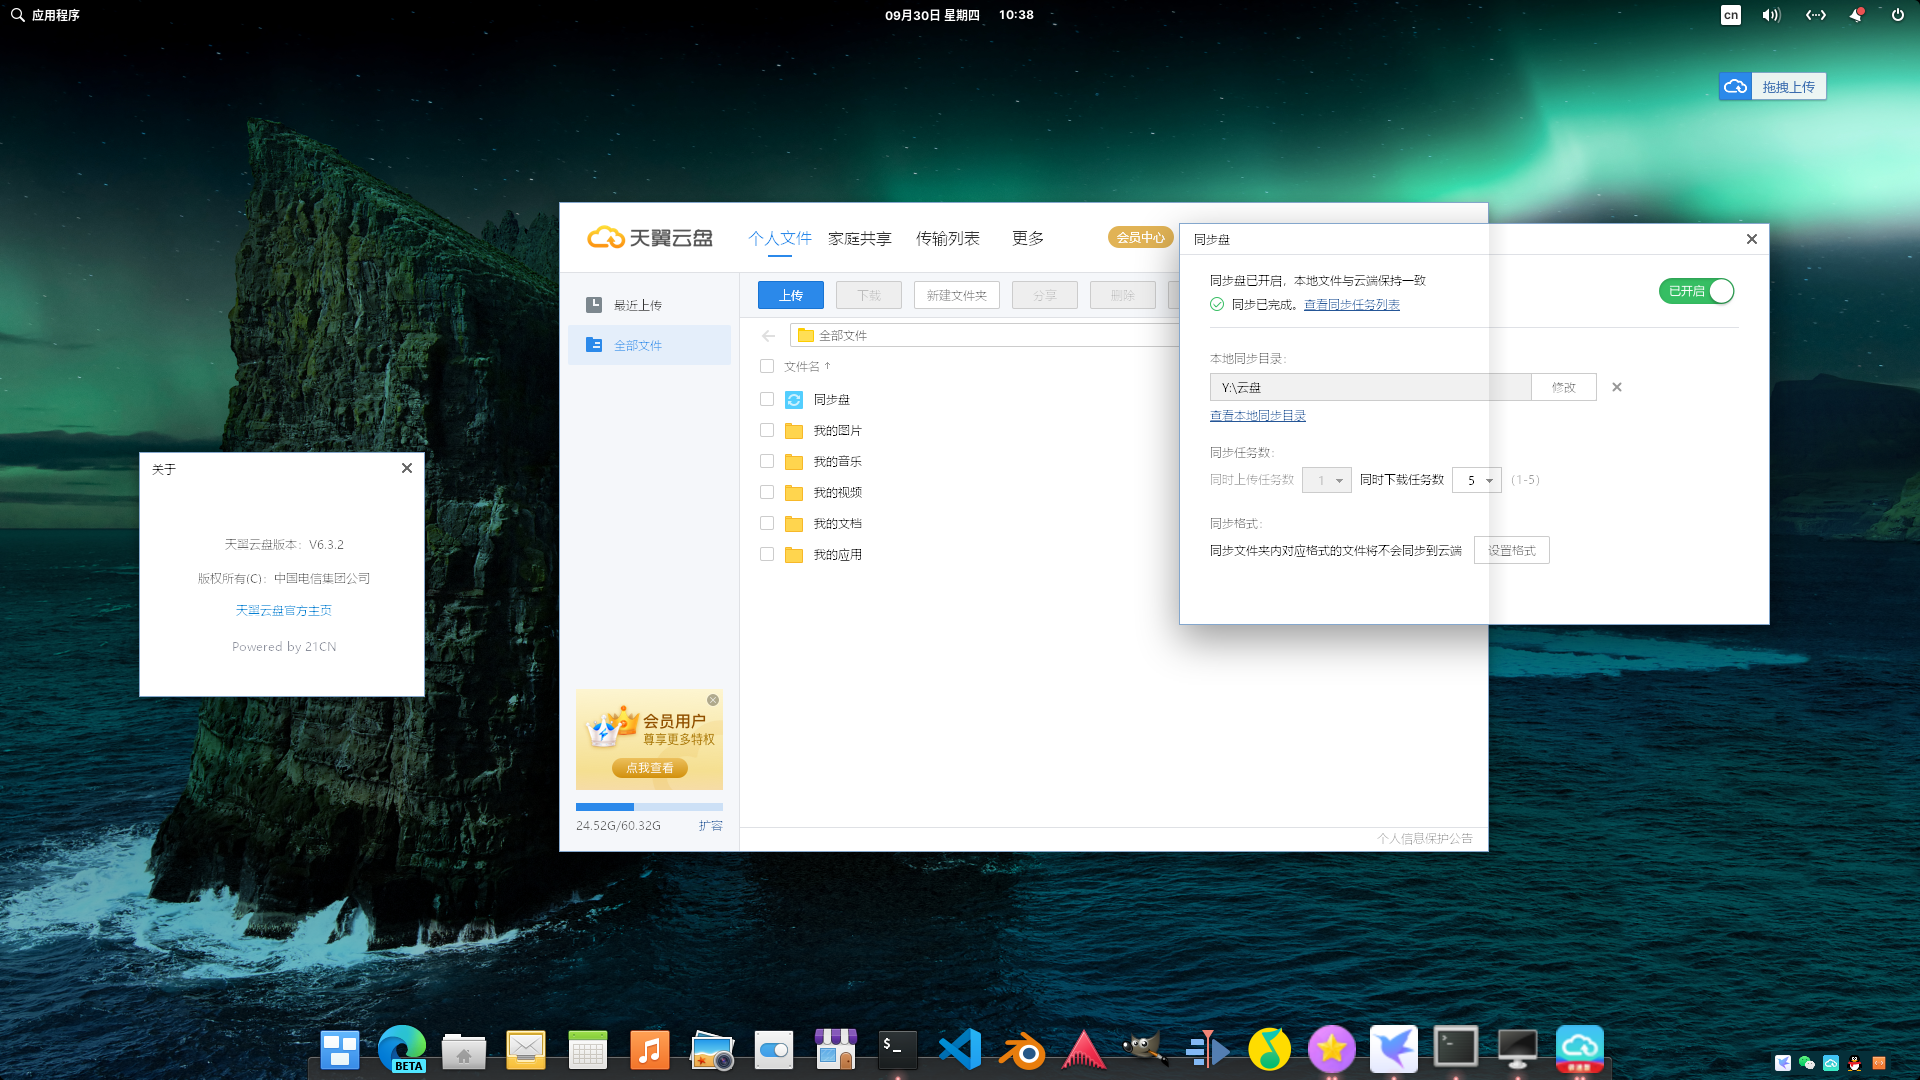 应用程序
09月30日 星期四 10:38
cn
拖拽上传
天翼云盘
个人文件 家庭共享 传输列表 更多
会员中心
上传 下载 新建文件夹 分享 删除
最近上传
全部文件
全部文件
文件名 ↑
同步盘
我的图片
我的音乐
我的视频
我的文档
我的应用
会员用户
尊享更多特权
点我查看
24.52G/60.32G 扩容
个人信息保护公告
同步盘
同步盘已开启，本地文件与云端保持一致
已开启
同步已完成。查看同步任务列表
本地同步目录：
Y:\云盘 修改
查看本地同步目录
同步任务数：
同时上传任务数 1 同时下载任务数 5 (1-5)
同步格式：
同步文件夹内对应格式的文件将不会同步到云端 设置格式
关于
天翼云盘版本：V6.3.2
版权所有(C)：中国电信集团公司
天翼云盘官方主页
Powered by 21CN
BETA
$_